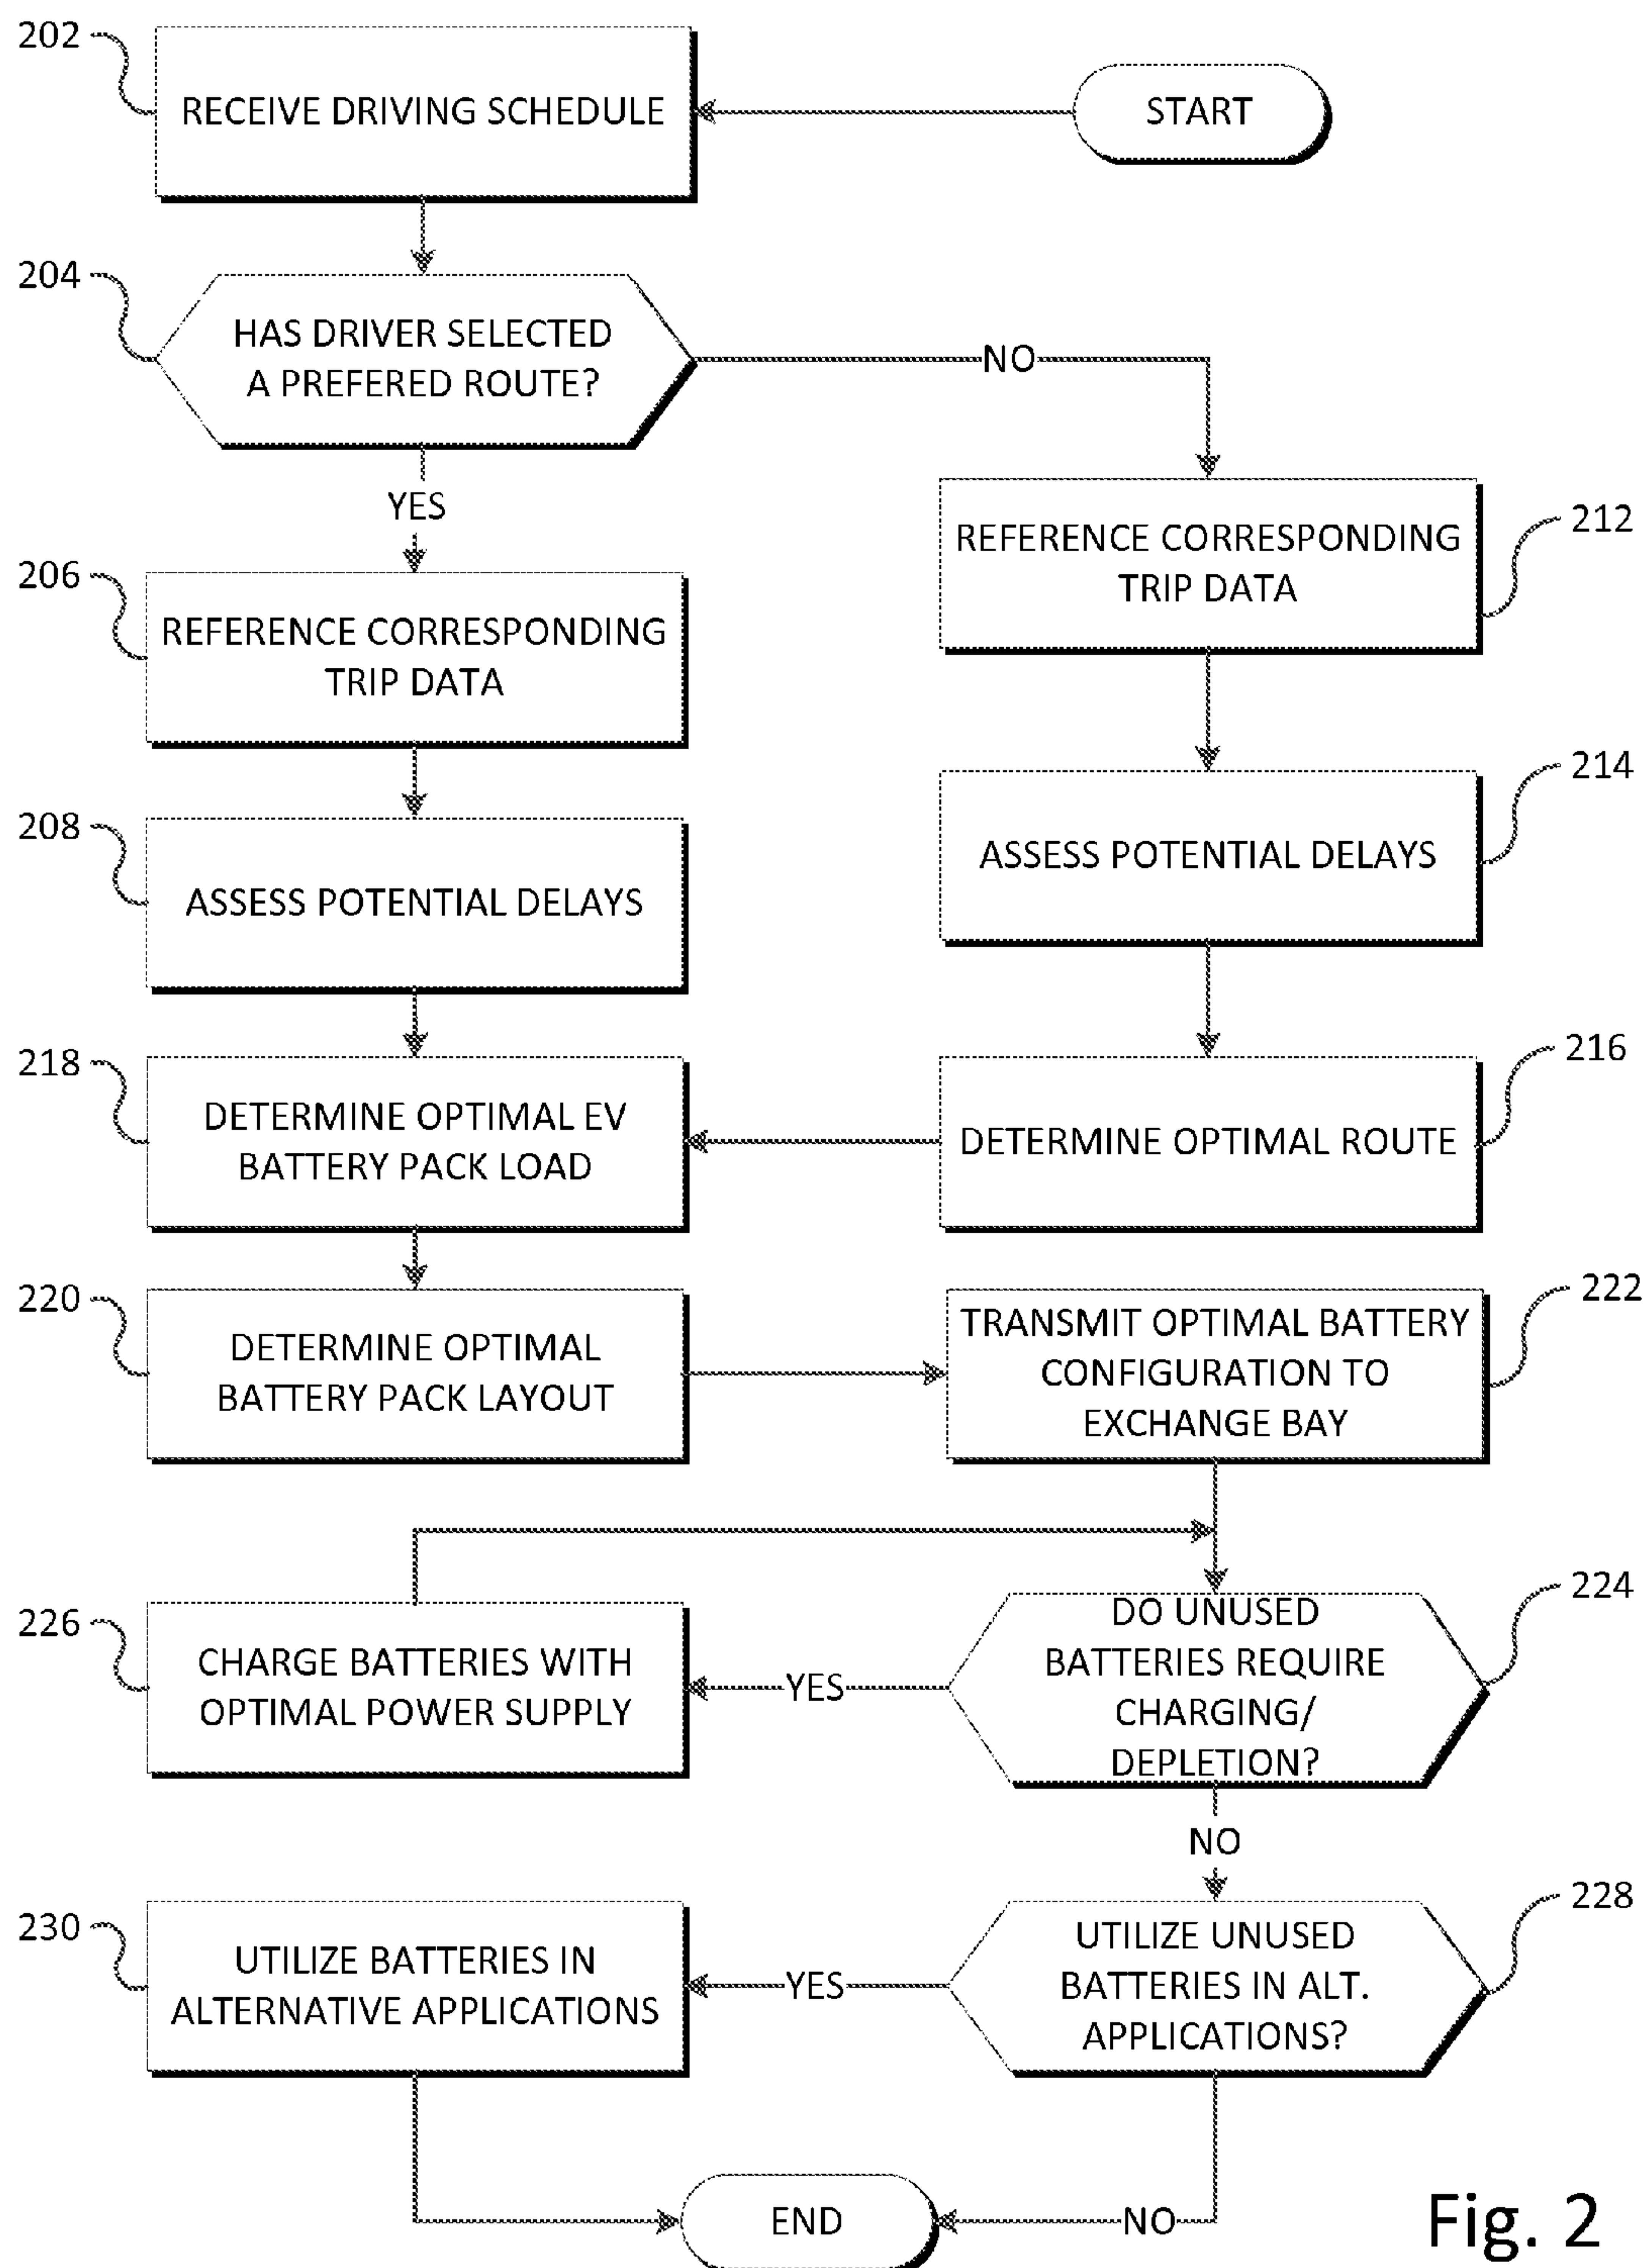 202
RECEIVE DRIVING SCHEDULE
START
204
HAS DRIVER SELECTED
A PREFERED ROUTE?
NO
YES
212
REFERENCE CORRESPONDING
TRIP DATA
206
REFERENCE CORRESPONDING
TRIP DATA
214
ASSESS POTENTIAL DELAYS
208
ASSESS POTENTIAL DELAYS
216
DETERMINE OPTIMAL ROUTE
218
DETERMINE OPTIMAL EV
BATTERY PACK LOAD
220
DETERMINE OPTIMAL
BATTERY PACK LAYOUT
222
TRANSMIT OPTIMAL BATTERY
CONFIGURATION TO
EXCHANGE BAY
224
DO UNUSED
BATTERIES REQUIRE
CHARGING/
DEPLETION?
YES
226
CHARGE BATTERIES WITH
OPTIMAL POWER SUPPLY
NO
228
UTILIZE UNUSED
BATTERIES IN ALT.
APPLICATIONS?
YES
230
UTILIZE BATTERIES IN
ALTERNATIVE APPLICATIONS
NO
END
Fig. 2